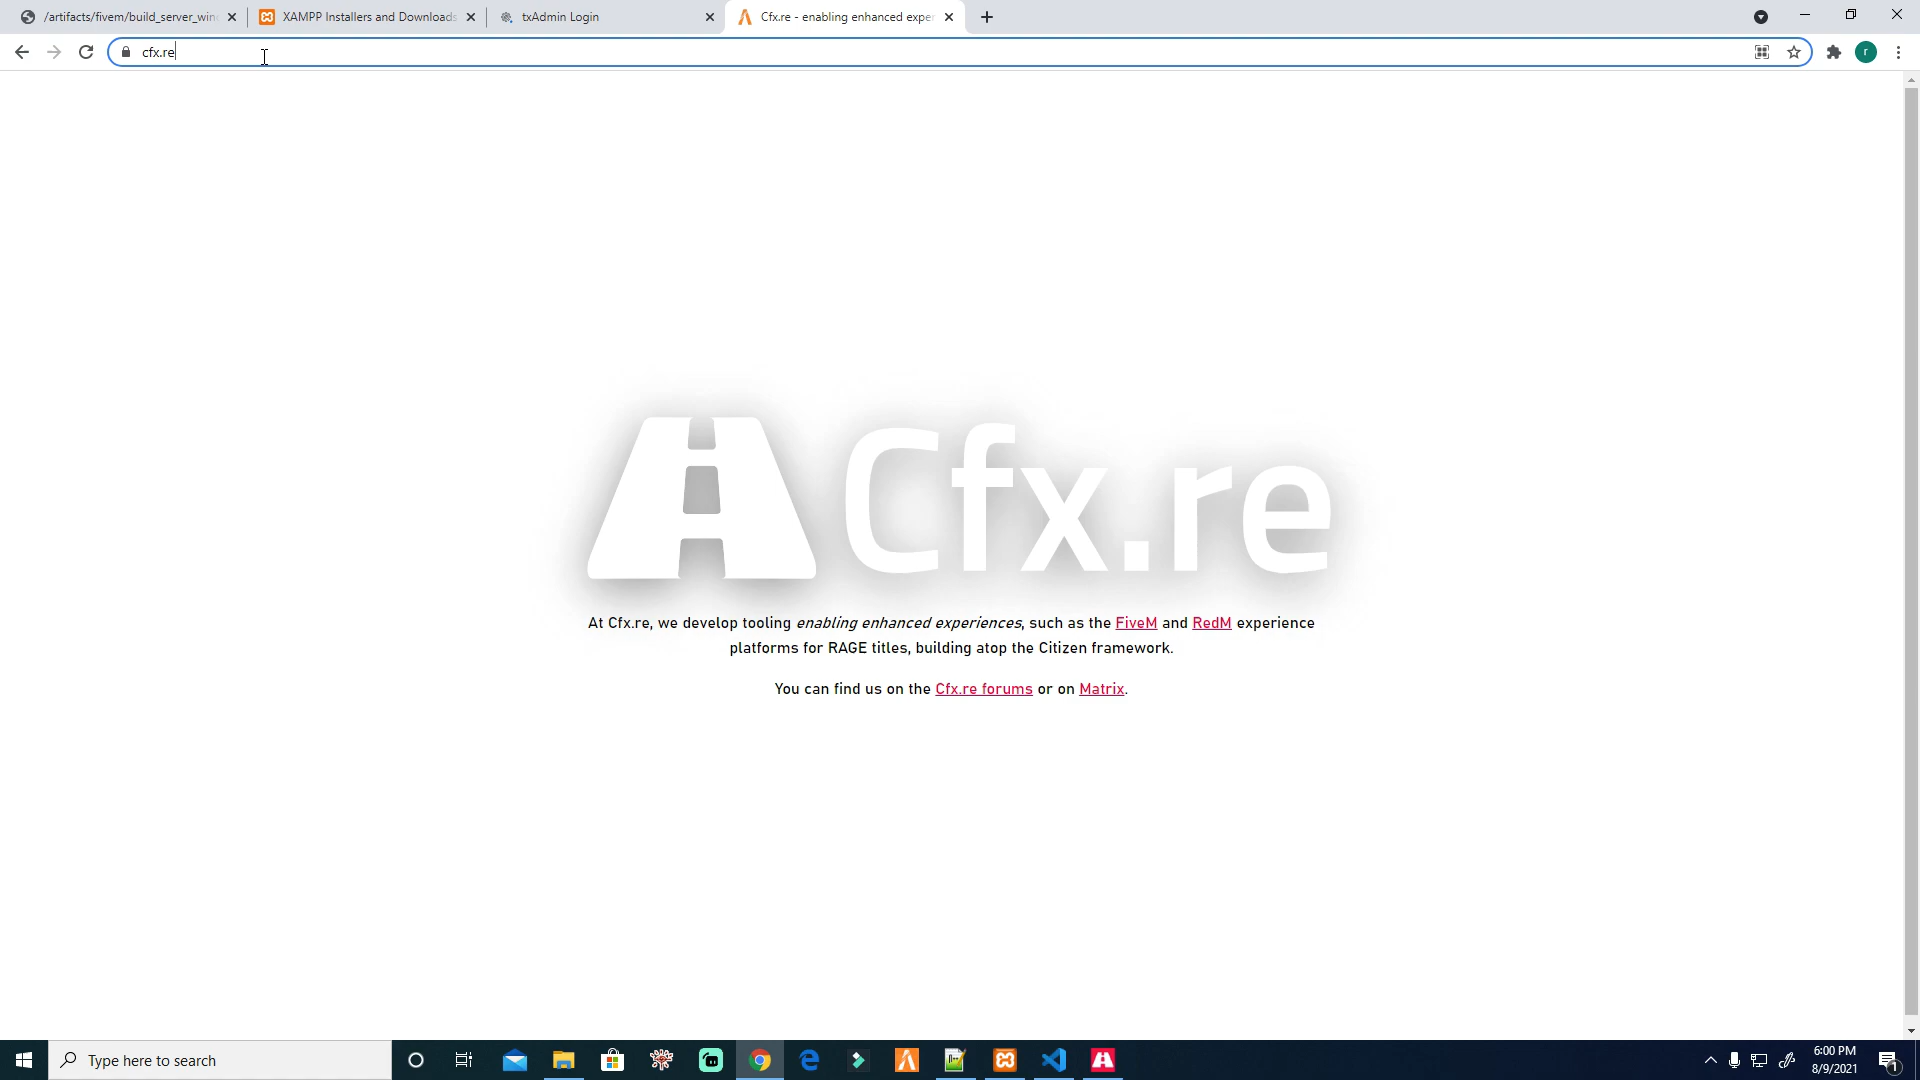 /artifacts/fivem/build_server_win
XAMPP Installers and Downloads
txAdmin Login
Cfx.re - enabling enhanced exper
cfx.re
r
Cfx.re
At Cfx.re, we develop tooling enabling enhanced experiences, such as the FiveM and RedM experience
platforms for RAGE titles, building atop the Citizen framework.
You can find us on the Cfx.re forums or on Matrix.
Type here to search
6:00 PM
8/9/2021
1